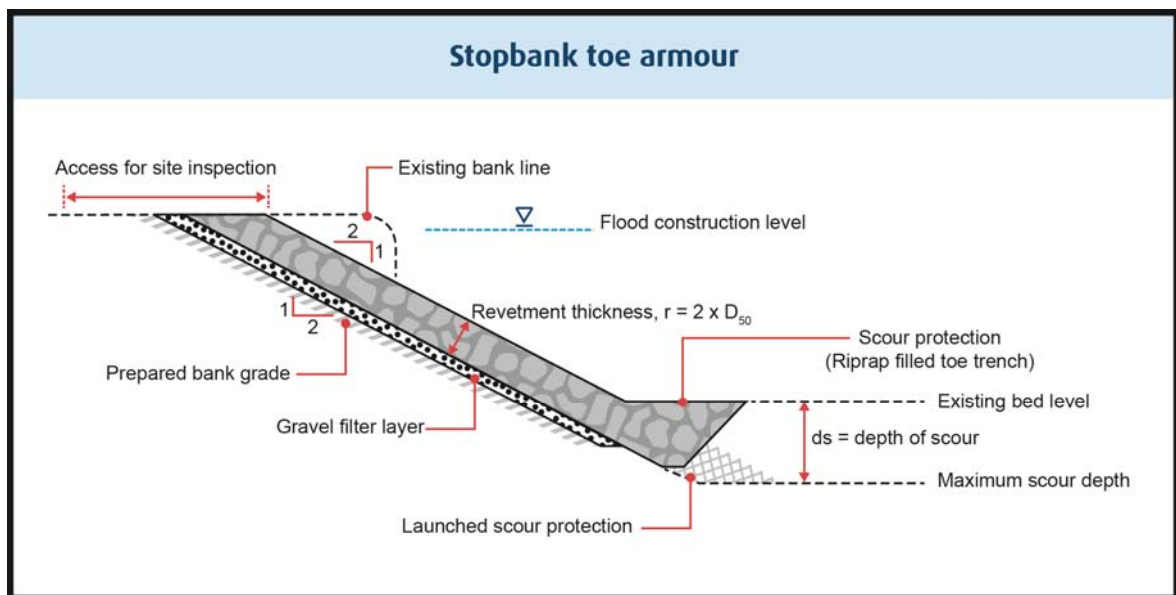 Stopbank toe armour
Access for site inspection
Existing bank line
Flood construction level
2
1
Revetment thickness, r = 2 x D₅₀
1
2
Scour protection
(Riprap filled toe trench)
Prepared bank grade
Existing bed level
Gravel filter layer
ds = depth of scour
Maximum scour depth
Launched scour protection